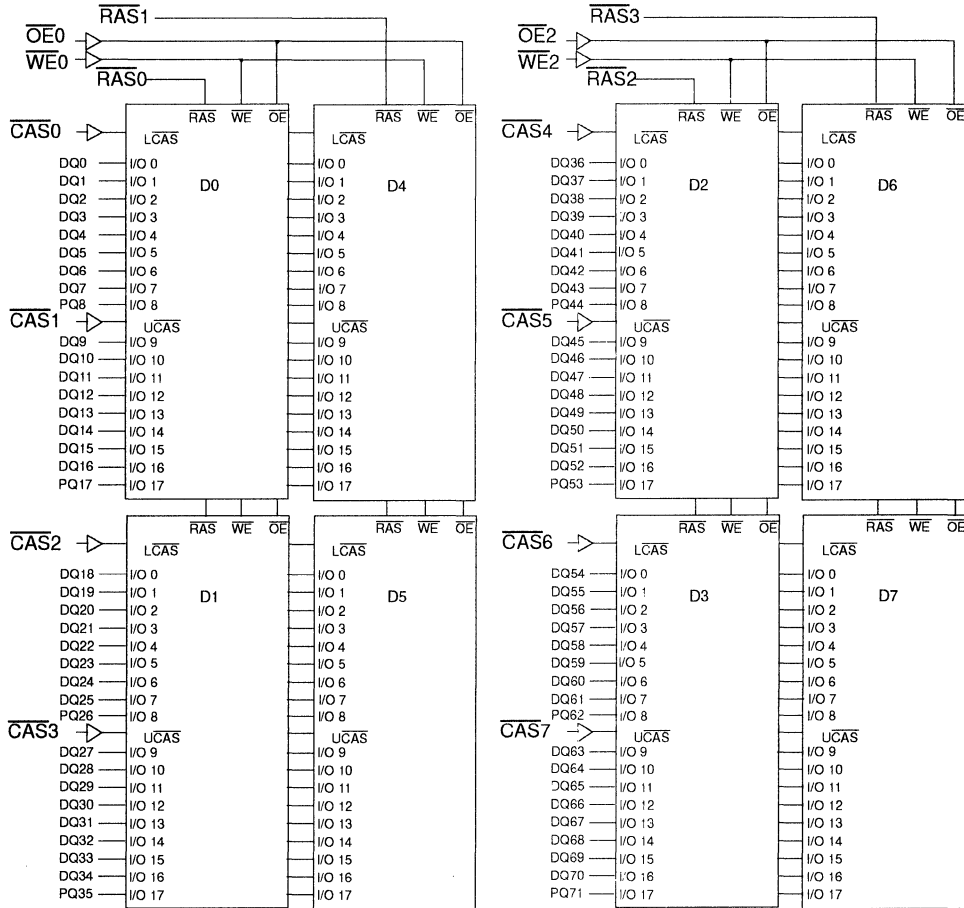 RAS1
OE0
WE0
RAS0
RAS WE OE
RAS WE OE
CAS0
LCAS
LCAS
DQ0 I/O 0 I/O 0
DQ1 I/O 1 D0 I/O 1 D4
DQ2 I/O 2 I/O 2
DQ3 I/O 3 I/O 3
DQ4 I/O 4 I/O 4
DQ5 I/O 5 I/O 5
DQ6 I/O 6 I/O 6
DQ7 I/O 7 I/O 7
PQ8 I/O 8 I/O 8
CAS1 UCAS UCAS
DQ9 I/O 9 I/O 9
DQ10 I/O 10 I/O 10
DQ11 I/O 11 I/O 11
DQ12 I/O 12 I/O 12
DQ13 I/O 13 I/O 13
DQ14 I/O 14 I/O 14
DQ15 I/O 15 I/O 15
DQ16 I/O 16 I/O 16
PQ17 I/O 17 I/O 17
RAS WE OE
RAS WE OE
CAS2
LCAS
LCAS
DQ18 I/O 0 I/O 0
DQ19 I/O 1 D1 I/O 1 D5
DQ20 I/O 2 I/O 2
DQ21 I/O 3 I/O 3
DQ22 I/O 4 I/O 4
DQ23 I/O 5 I/O 5
DQ24 I/O 6 I/O 6
DQ25 I/O 7 I/O 7
PQ26 I/O 8 I/O 8
CAS3 UCAS UCAS
DQ27 I/O 9 I/O 9
DQ28 I/O 10 I/O 10
DQ29 I/O 11 I/O 11
DQ30 I/O 12 I/O 12
DQ31 I/O 13 I/O 13
DQ32 I/O 14 I/O 14
DQ33 I/O 15 I/O 15
DQ34 I/O 16 I/O 16
PQ35 I/O 17 I/O 17
RAS3
OE2
WE2
RAS2
RAS WE OE
RAS WE OE
CAS4
LCAS
LCAS
DQ36 I/O 0 I/O 0
DQ37 I/O 1 D2 I/O 1 D6
DQ38 I/O 2 I/O 2
DQ39 I/O 3 I/O 3
DQ40 I/O 4 I/O 4
DQ41 I/O 5 I/O 5
DQ42 I/O 6 I/O 6
DQ43 I/O 7 I/O 7
PQ44 I/O 8 I/O 8
CAS5 UCAS UCAS
DQ45 I/O 9 I/O 9
DQ46 I/O 10 I/O 10
DQ47 I/O 11 I/O 11
DQ48 I/O 12 I/O 12
DQ49 I/O 13 I/O 13
DQ50 I/O 14 I/O 14
DQ51 I/O 15 I/O 15
DQ52 I/O 16 I/O 16
PQ53 I/O 17 I/O 17
RAS WE OE
RAS WE OE
CAS6
LCAS
LCAS
DQ54 I/O 0 I/O 0
DQ55 I/O 1 D3 I/O 1 D7
DQ56 I/O 2 I/O 2
DQ57 I/O 3 I/O 3
DQ58 I/O 4 I/O 4
DQ59 I/O 5 I/O 5
DQ60 I/O 6 I/O 6
DQ61 I/O 7 I/O 7
PQ62 I/O 8 I/O 8
CAS7 UCAS UCAS
DQ63 I/O 9 I/O 9
DQ64 I/O 10 I/O 10
DQ65 I/O 11 I/O 11
DQ66 I/O 12 I/O 12
DQ67 I/O 13 I/O 13
DQ68 I/O 14 I/O 14
DQ69 I/O 15 I/O 15
DQ70 I/O 16 I/O 16
PQ71 I/O 17 I/O 17